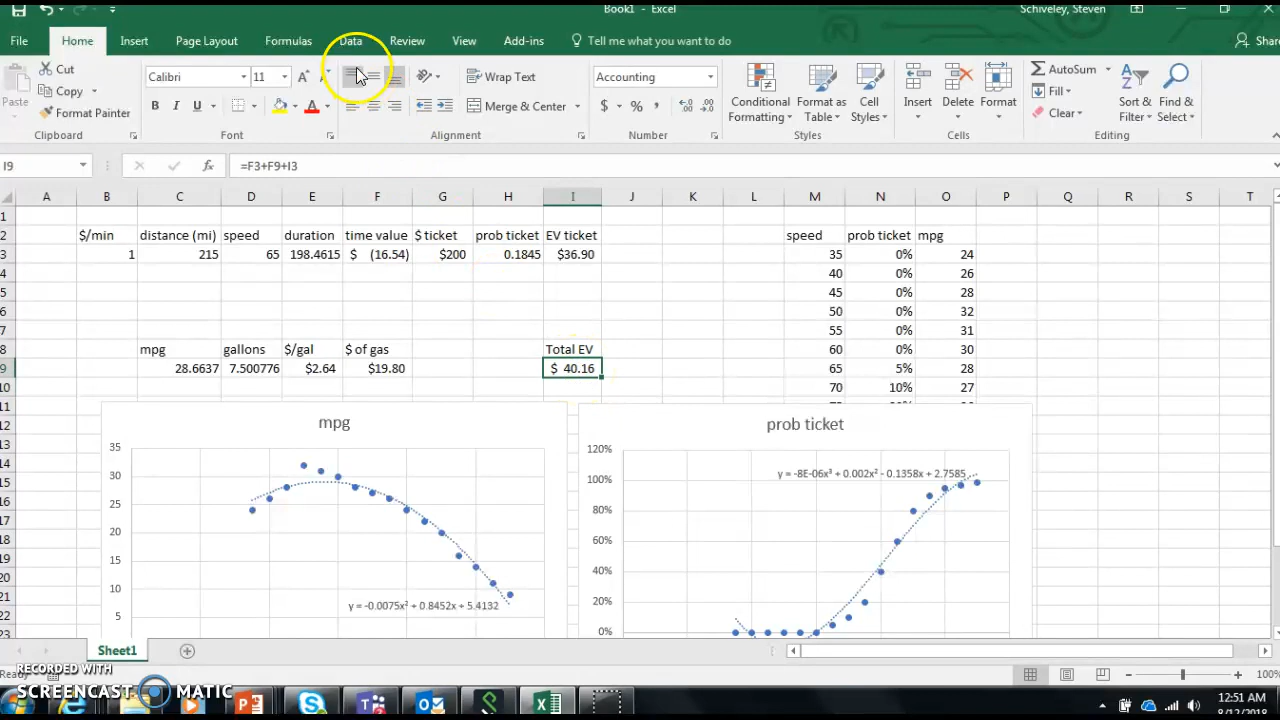 Book1 - Excel
Schiveley, Steven
File Home Insert Page Layout Formulas Data Review View Add-ins Tell me what you want to do Share
Cut
Copy
Format Painter
Paste
Clipboard
Calibri 11
B I U
Font
Wrap Text
Merge & Center
Alignment
Accounting
$ % ,
Number
Conditional Formatting
Format as Table
Cell Styles
Styles
Insert Delete Format
Cells
AutoSum
Fill
Clear
Sort & Filter
Find & Select
Editing
I9 fx =F3+F9+I3
A B C D E F G H I J K L M N O P Q R S T
1
2 $/min distance (mi) speed duration time value $ ticket prob ticket EV ticket speed prob ticket mpg
3 1 215 65 198.4615 $ (16.54) $200 0.1845 $36.90 35 0% 24
4 40 0% 26
5 45 0% 28
6 50 0% 32
7 55 0% 31
8 mpg gallons $/gal $ of gas Total EV 60 0% 30
9 28.6637 7.500776 $2.64 $19.80 $ 40.16 65 5% 28
10 70 10% 27
11
12
13
14
15
16
17
18
19
20
21
22
23
mpg
35
30
25
20
15
10
5
y = -0.0075x² + 0.8452x + 5.4132
prob ticket
120%
100%
80%
60%
40%
20%
0%
y = -8E-06x³ + 0.002x² - 0.1358x + 2.7585
Sheet1
Ready
100%
RECORDED WITH
SCREENCAST MATIC
12:51 AM
8/12/2018